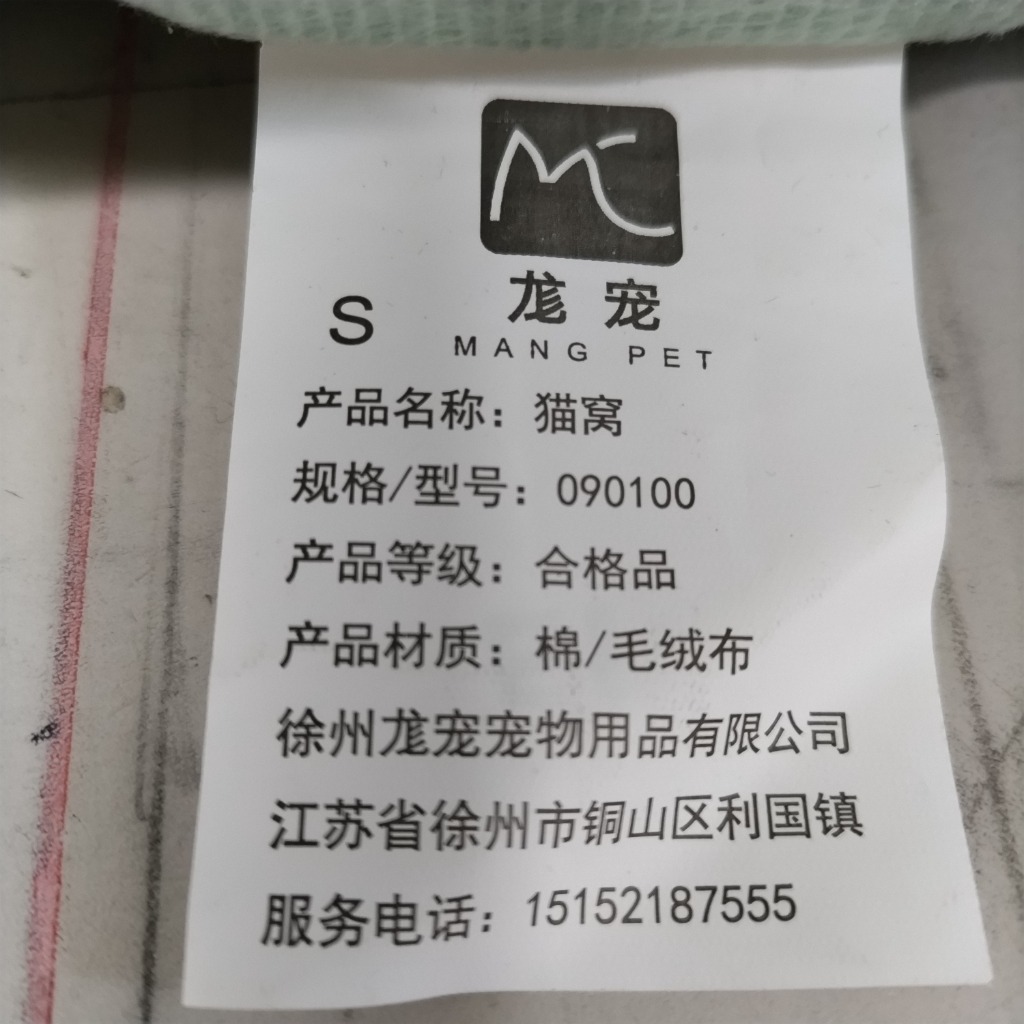 尨宠
S
MANG PET
产品名称：猫窝
规格/型号：090100
产品等级：合格品
产品材质：棉/毛绒布
徐州尨宠宠物用品有限公司
江苏省徐州市铜山区利国镇
服务电话：15152187555